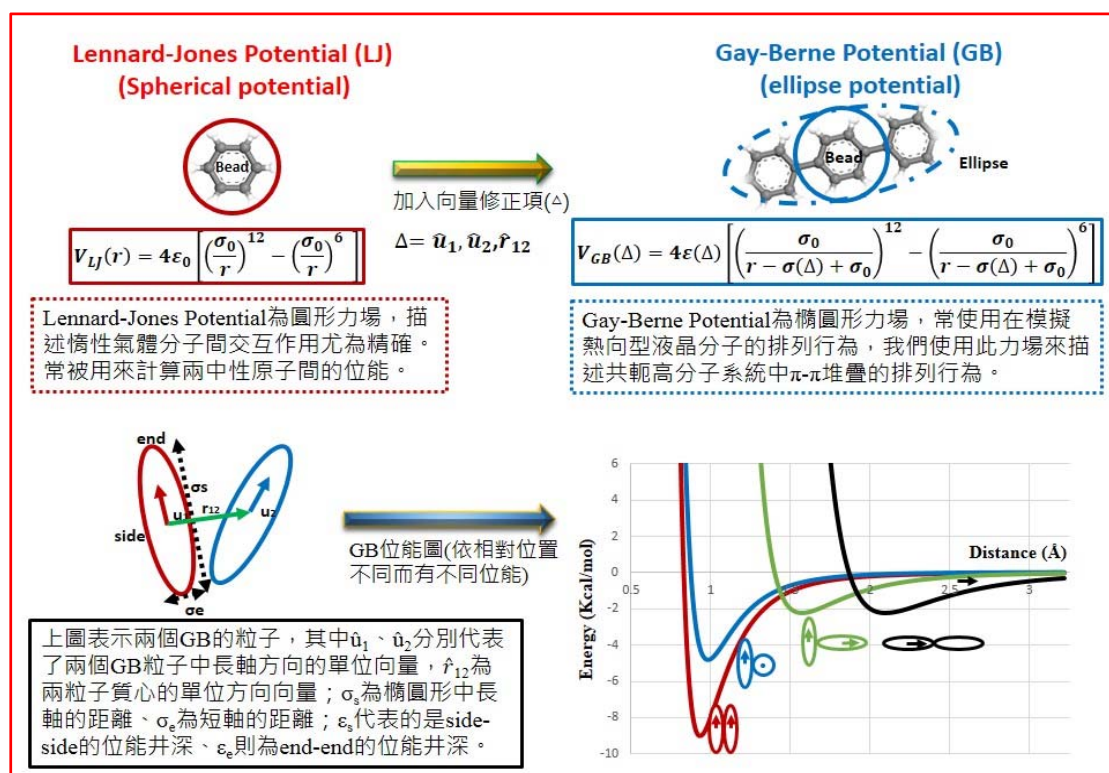 Lennard-Jones Potential (LJ)
(Spherical potential)
Bead
V_LJ(r) = 4ε₀ [(σ₀/r)¹² − (σ₀/r)⁶]
Lennard-Jones Potential為圓形力場，描
述惰性氣體分子間交互作用尤為精確。
常被用來計算兩中性原子間的位能。
加入向量修正項(△)
Δ= û₁, û₂,r̂₁₂
Gay-Berne Potential (GB)
(ellipse Potential)
Bead
Ellipse
V_GB(Δ) = 4ε(Δ) [(σ₀/(r − σ(Δ) + σ₀))¹² − (σ₀/(r − σ(Δ) + σ₀))⁶]
Gay-Berne Potential為橢圓形力場，常使用在模擬
熱向型液晶分子的排列行為，我們使用此力場來描
述共軛高分子系統中π-π堆疊的排列行為。
end
σs
r₁₂
u
u₂
side
σe
GB位能圖(依相對位置
不同而有不同位能)
上圖表示兩個GB的粒子，其中û₁、û₂分別代表
了兩個GB粒子中長軸方向的單位向量，r̂₁₂為
兩粒子質心的單位方向向量；σₛ為橢圓形中長
軸的距離、σₑ為短軸的距離；εₛ代表的是side-
side的位能井深、εₑ則為end-end的位能井深。
Energy (Kcal/mol)
6
4
2
0
-2
-4
-6
-8
-10
Distance (Å)
0.5
1
1.5
2
2.5
3